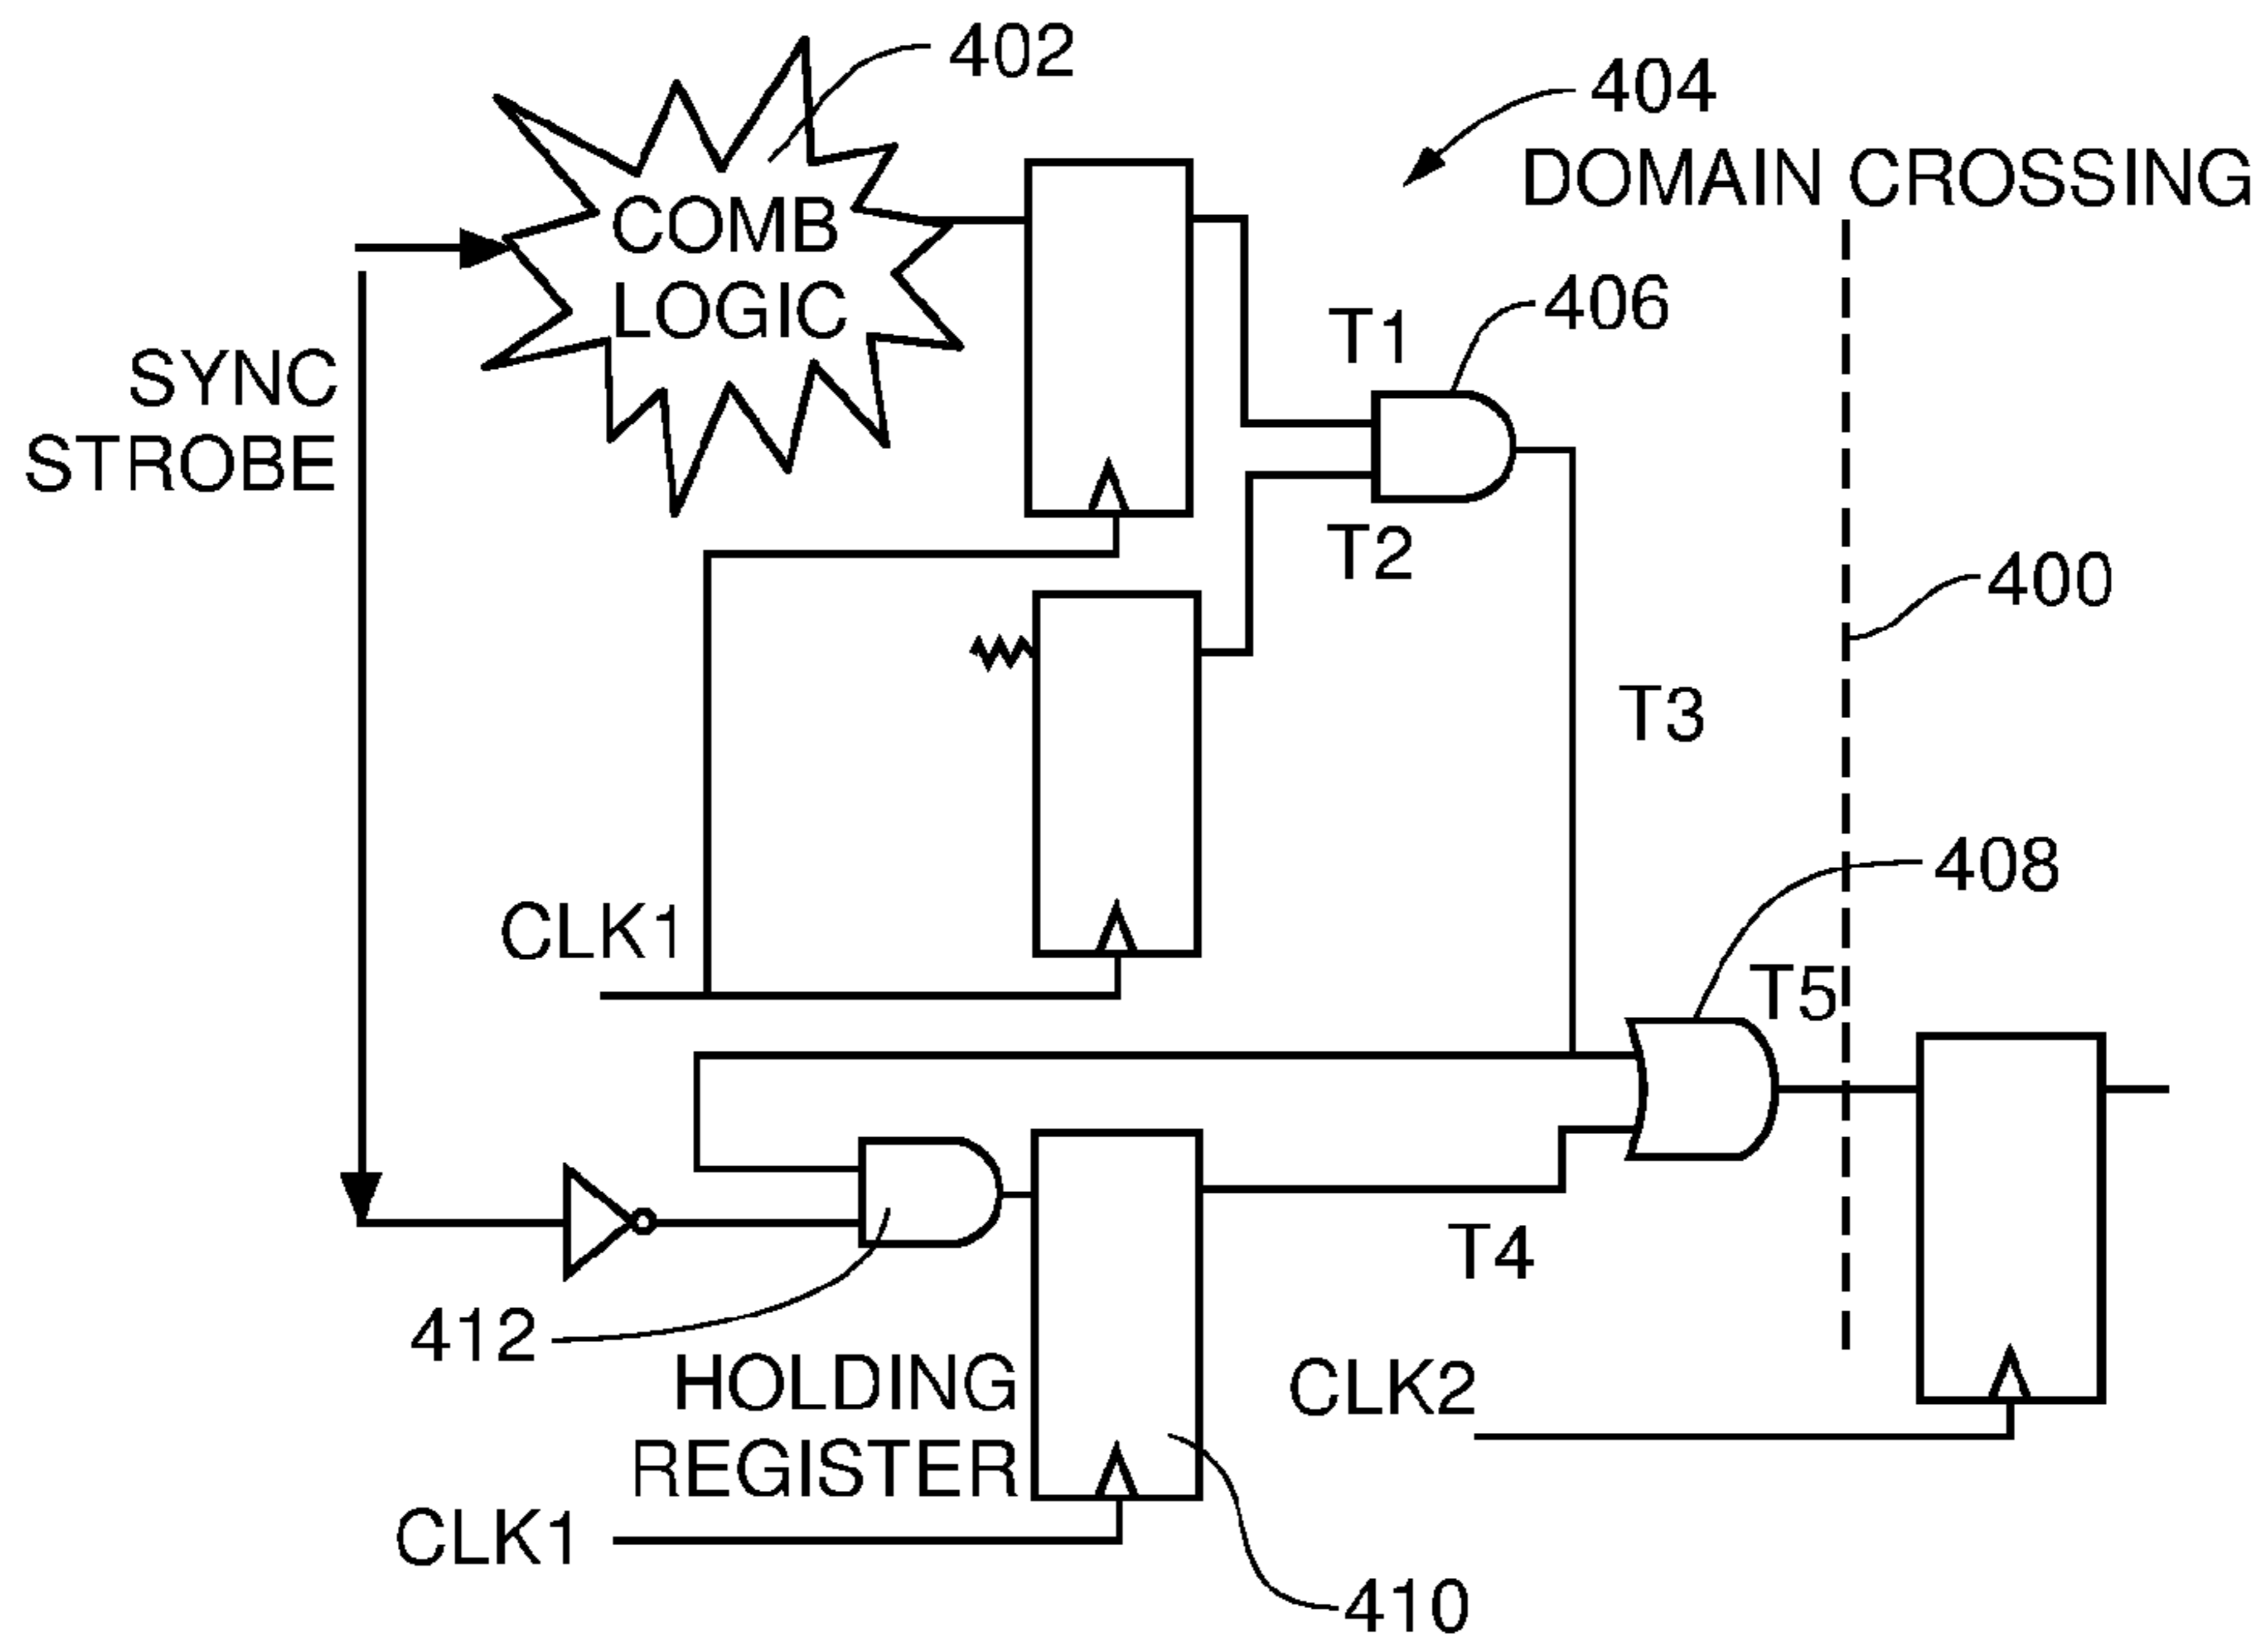 402
404
DOMAIN CROSSING
COMB
LOGIC
406
T1
SYNC
STROBE
T2
400
T3
408
CLK1
T5
412
T4
HOLDING
REGISTER
CLK2
CLK1
410